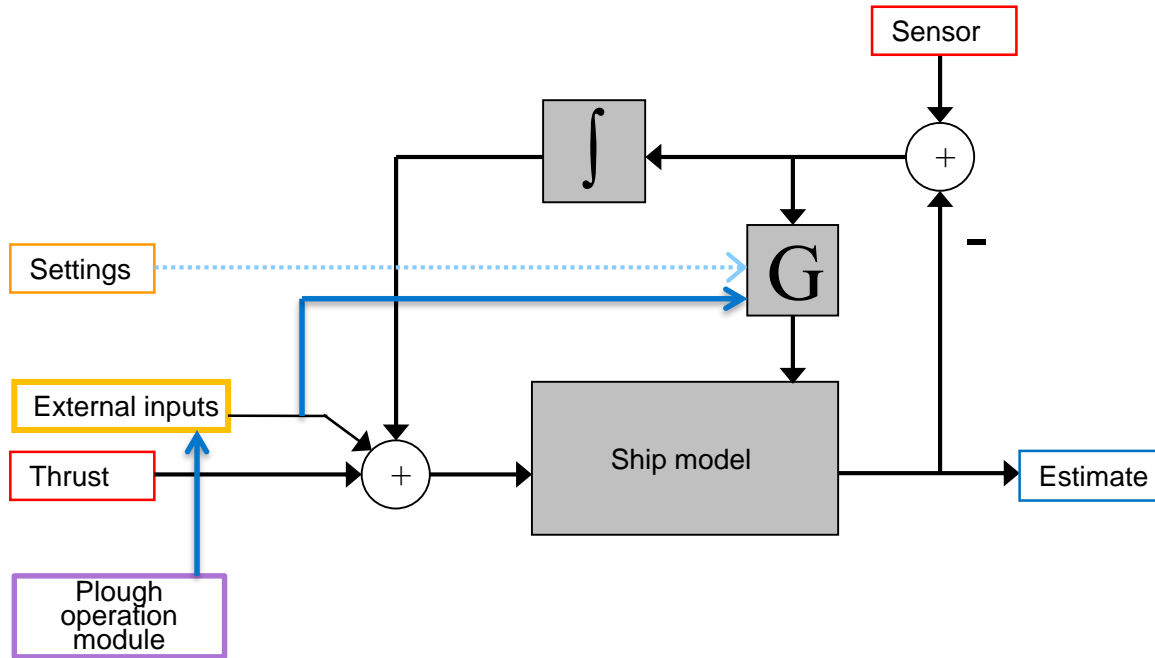 Sensor
∫
+
-
Settings
G
External inputs
Ship model
Thrust
+
Estimate
Plough
operation
module